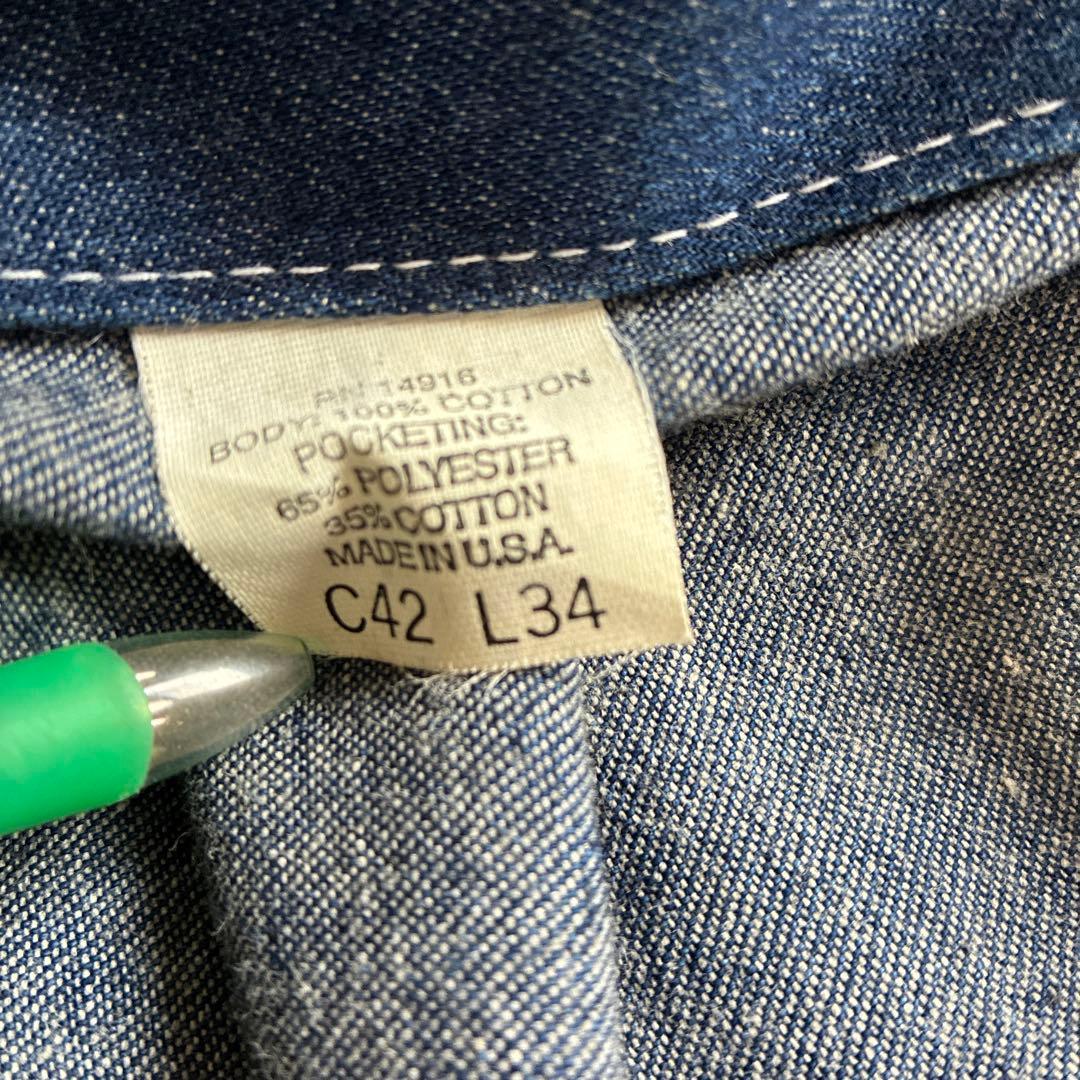 RN 14916
BODY: 100% COTTON
POCKETING:
65% POLYESTER
35% COTTON
MADE IN U.S.A.
C42 L34